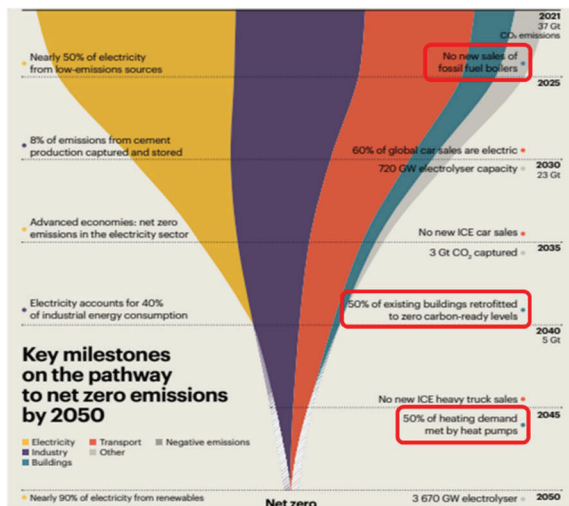 2021
37 Gt
CO₂ emissions
Nearly 50% of electricity
from low-emissions sources
No new sales of
fossil fuel boilers
2025
8% of emissions from cement
production captured and stored
60% of global car sales are electric
720 GW electrolyser capacity
2030
23 Gt
Advanced economies: net zero
emissions in the electricity sector
No new ICE car sales
2035
3 Gt CO₂ captured
Electricity accounts for 40%
of industrial energy consumption
50% of existing buildings retrofitted
to zero carbon-ready levels
2040
5 Gt
Key milestones
on the pathway
to net zero emissions
by 2050
No new ICE heavy truck sales
2045
50% of heating demand
met by heat pumps
Electricity Transport Negative emissions
Industry Other
Buildings
Nearly 90% of electricity from renewables
Net zero
3 670 GW electrolyser
2050